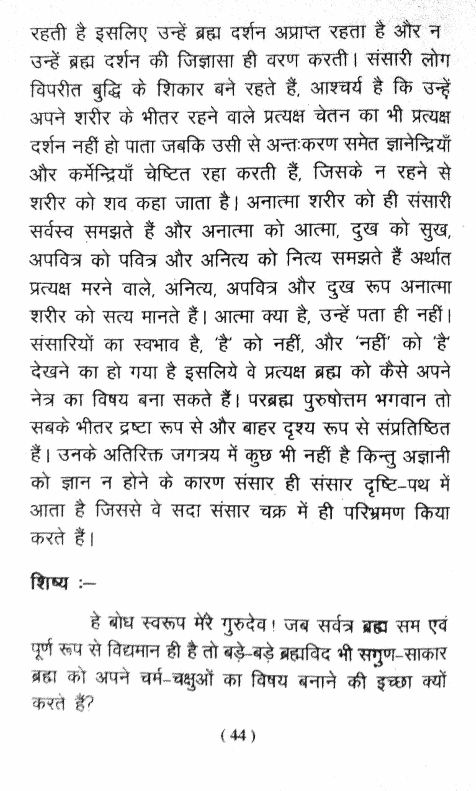 रहती है इसलिए उन्हें ब्रह्म दर्शन अप्राप्त रहता है और न
उन्हें ब्रह्म दर्शन की जिज्ञासा ही वरण करती। संसारी लोग
विपरीत बुद्धि के शिकार बने रहते हैं, आश्चर्य है कि उन्हें
अपने शरीर के भीतर रहने वाले प्रत्यक्ष चेतन का भी प्रत्यक्ष
दर्शन नहीं हो पाता जबकि उसी से अन्तःकरण समेत ज्ञानेन्द्रियाँ
और कर्मेन्द्रियाँ चेष्टित रहा करती हैं, जिसके न रहने से
शरीर को शव कहा जाता है। अनात्मा शरीर को ही संसारी
सर्वस्व समझते हैं और अनात्मा को आत्मा, दुख को सुख,
अपवित्र को पवित्र और अनित्य को नित्य समझते हैं अर्थात
प्रत्यक्ष मरने वाले, अनित्य, अपवित्र और दुख रूप अनात्मा
शरीर को सत्य मानते हैं। आत्मा क्या है, उन्हें पता ही नहीं।
संसारियों का स्वभाव है, 'है' को नहीं, और 'नहीं' को 'है'
देखने का हो गया है इसलिये वे प्रत्यक्ष ब्रह्म को कैसे अपने
नेत्र का विषय बना सकते हैं। परब्रह्म पुरुषोत्तम भगवान तो
सबके भीतर द्रष्टा रूप से और बाहर दृश्य रूप से संप्रतिष्ठित
हैं। उनके अतिरिक्त जगत्रय में कुछ भी नहीं है किन्तु अज्ञानी
को ज्ञान न होने के कारण संसार ही संसार दृष्टि-पथ में
आता है जिससे वे सदा संसार चक्र में ही परिभ्रमण किया
करते हैं।
शिष्य :–
हे बोध स्वरूप मेरे गुरुदेव! जब सर्वत्र ब्रह्म सम एवं
पूर्ण रूप से विद्यमान ही है तो बड़े-बड़े ब्रह्मविद भी सगुण-साकार
ब्रह्म को अपने चर्म-चक्षुओं का विषय बनाने की इच्छा क्यों
करते हैं?
( 44 )